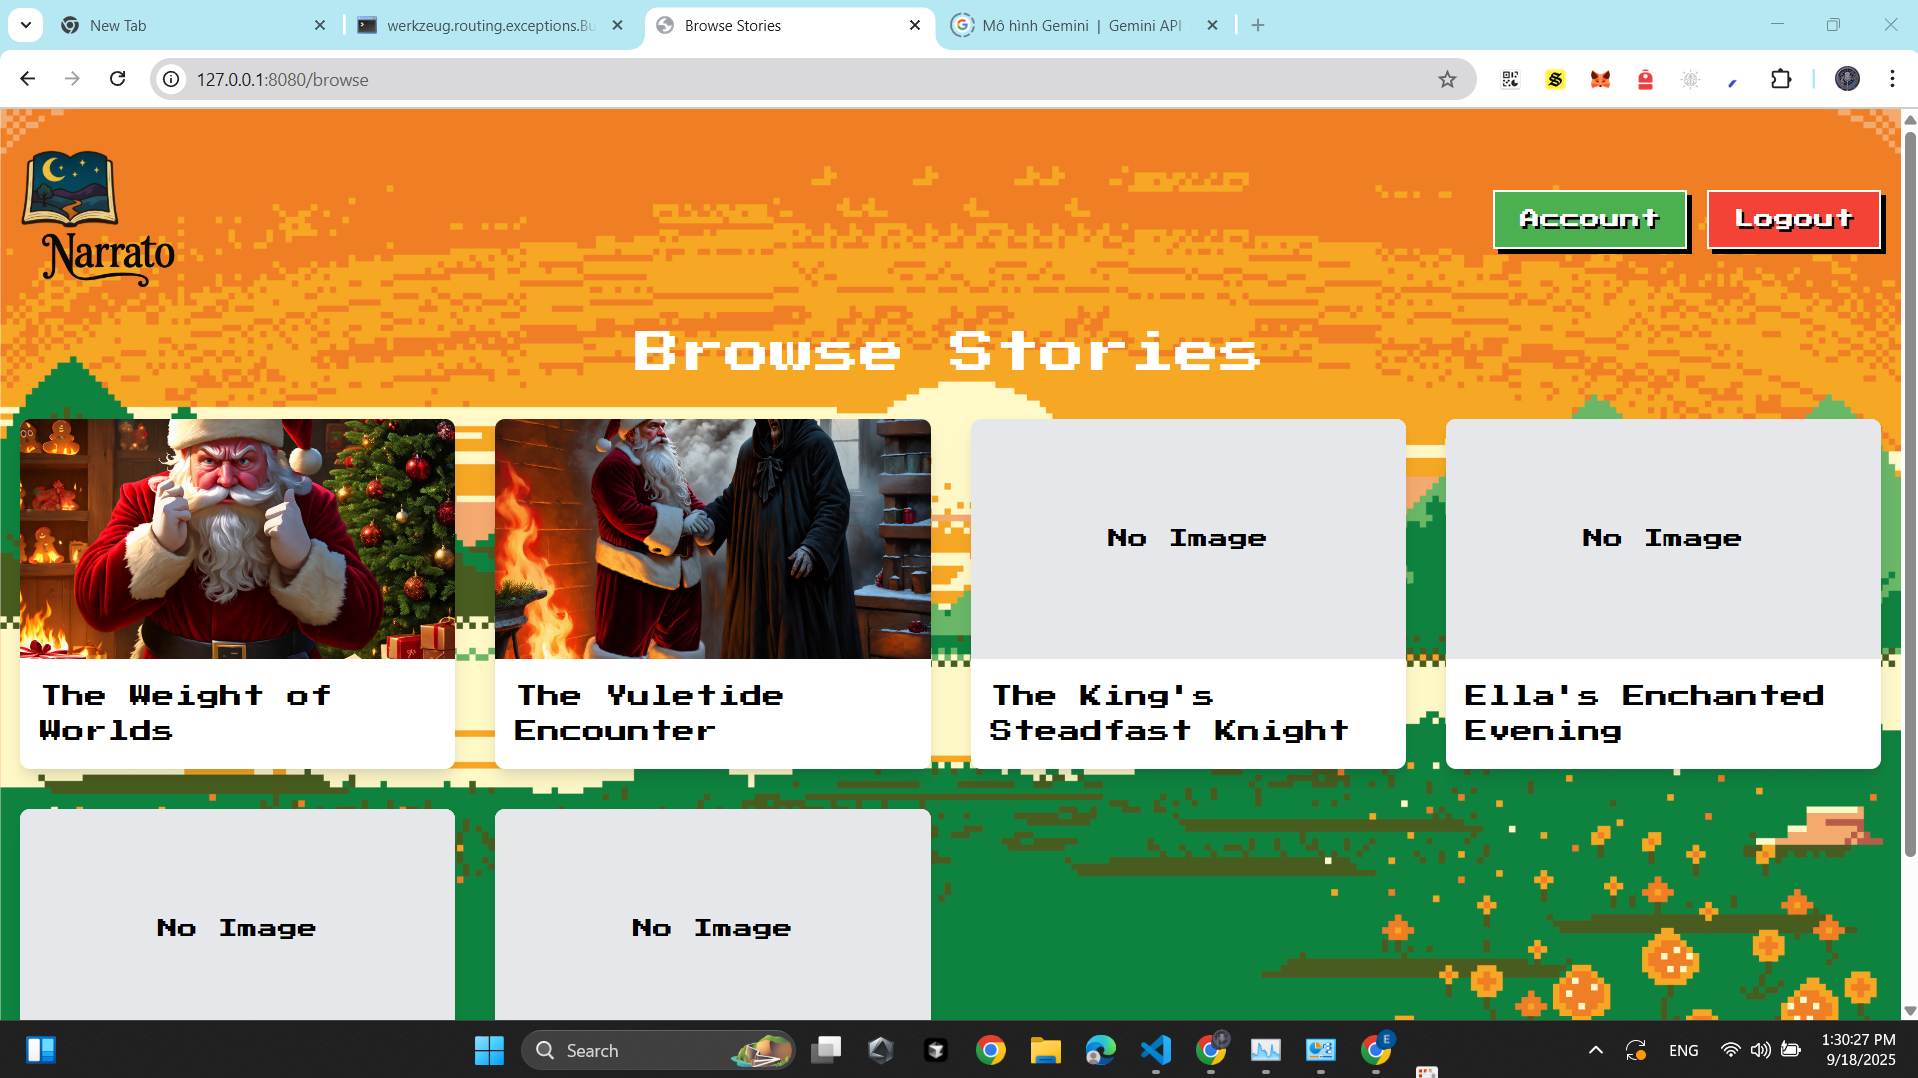 New Tab
werkzeug.routing.exceptions.Bu
Browse Stories
Mô hình Gemini | Gemini API
127.0.0.1:8080/browse
Narrato
Account
Logout
Browse Stories
No Image
No Image
The Weight of
Worlds
The Yuletide
Encounter
The King's
Steadfast Knight
Ella's Enchanted
Evening
No Image
No Image
Search
E
ENG
1:30:27 PM
9/18/2025